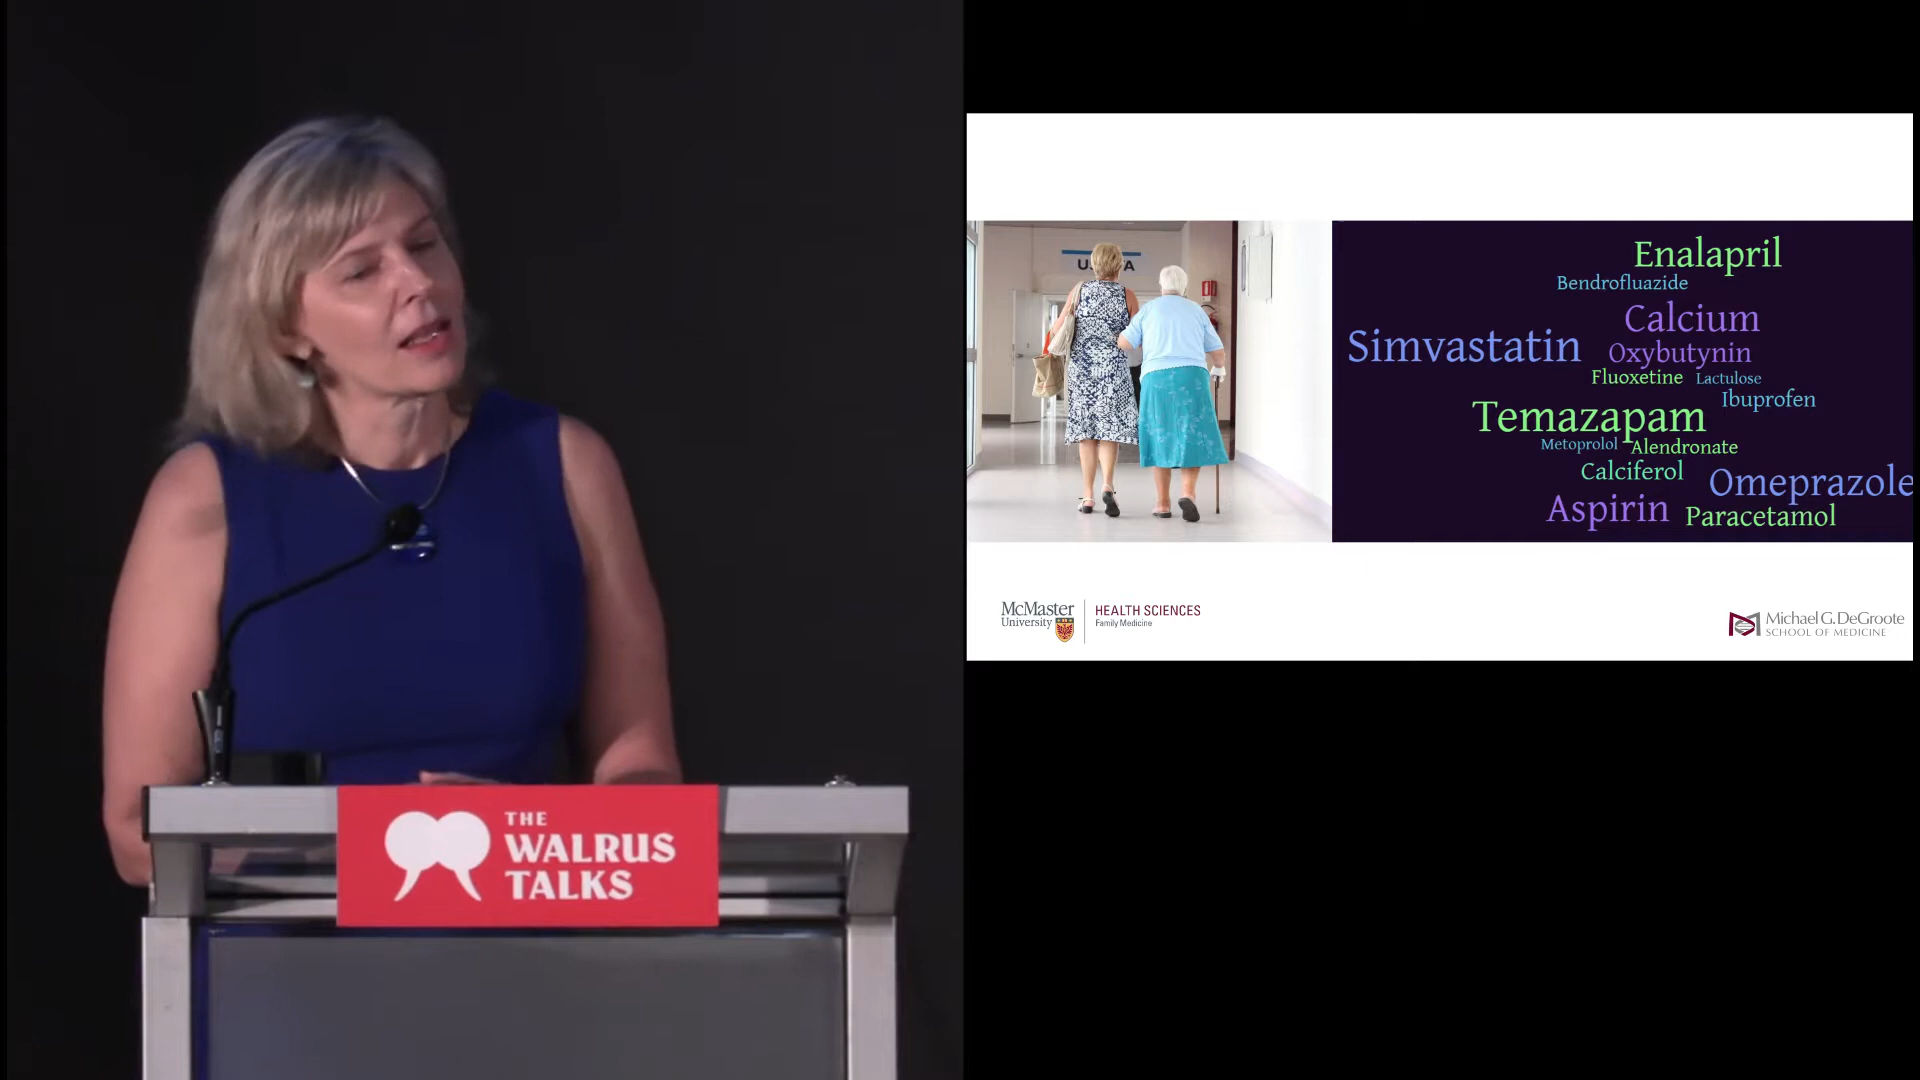 THE
WALRUS
TALKS
Enalapril
Bendrofluazide
Calcium
Simvastatin
Oxybutynin
Fluoxetine
Lactulose
Ibuprofen
Temazapam
Metoprolol
Alendronate
Calciferol
Omeprazole
Aspirin
Paracetamol
McMaster
University
HEALTH SCIENCES
Family Medicine
Michael G. DeGroote
SCHOOL OF MEDICINE